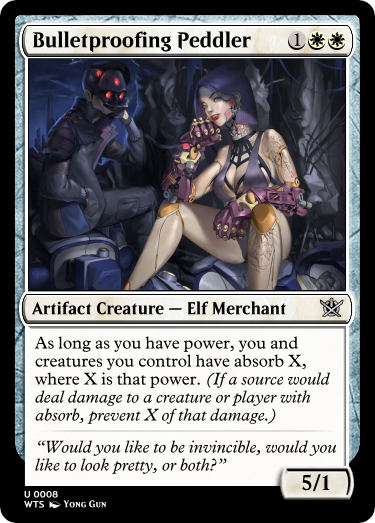 Bulletproofing Peddler 1
Artifact Creature — Elf Merchant
As long as you have power, you and
creatures you control have absorb X,
where X is that power. (If a source would
deal damage to a creature or player with
absorb, prevent X of that damage.)
“Would you like to be invincible, would you
like to look pretty, or both?”
5/1
U 0008
WTS Yong Gun